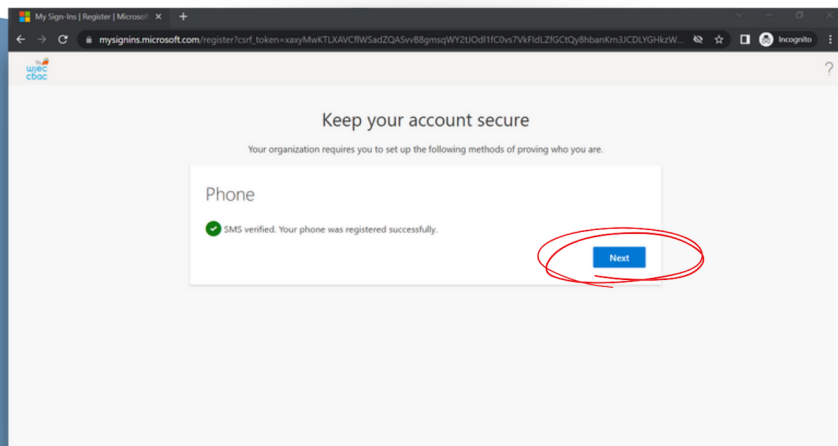 My Sign-Ins | Register | Microsof
mysignins.microsoft.com/register?csrf_token=
Incognito
wjec
cbac
?
Keep your account secure
Your organization requires you to set up the following methods of proving who you are.
Phone
SMS verified. Your phone was registered successfully.
Next